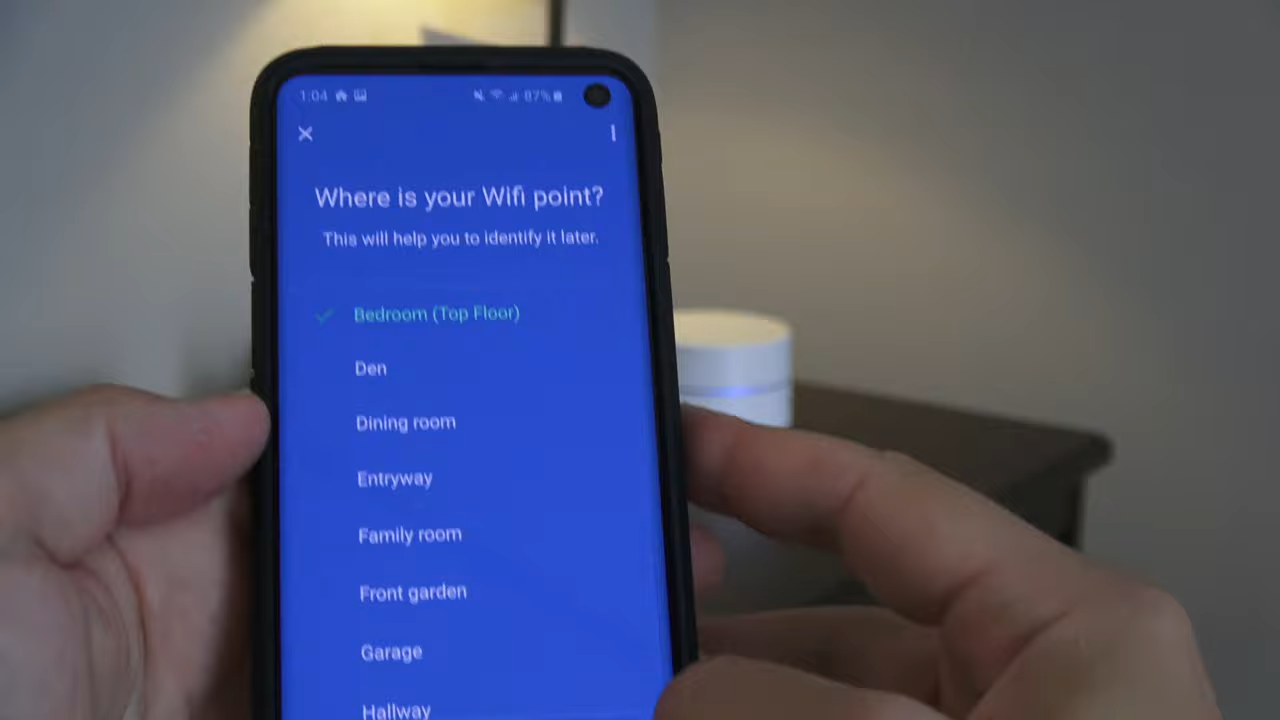 1:04 87%
Where is your Wifi point?
This will help you to identify it later.
Bedroom (Top Floor)
Den
Dining room
Entryway
Family room
Front garden
Garage
Hallway